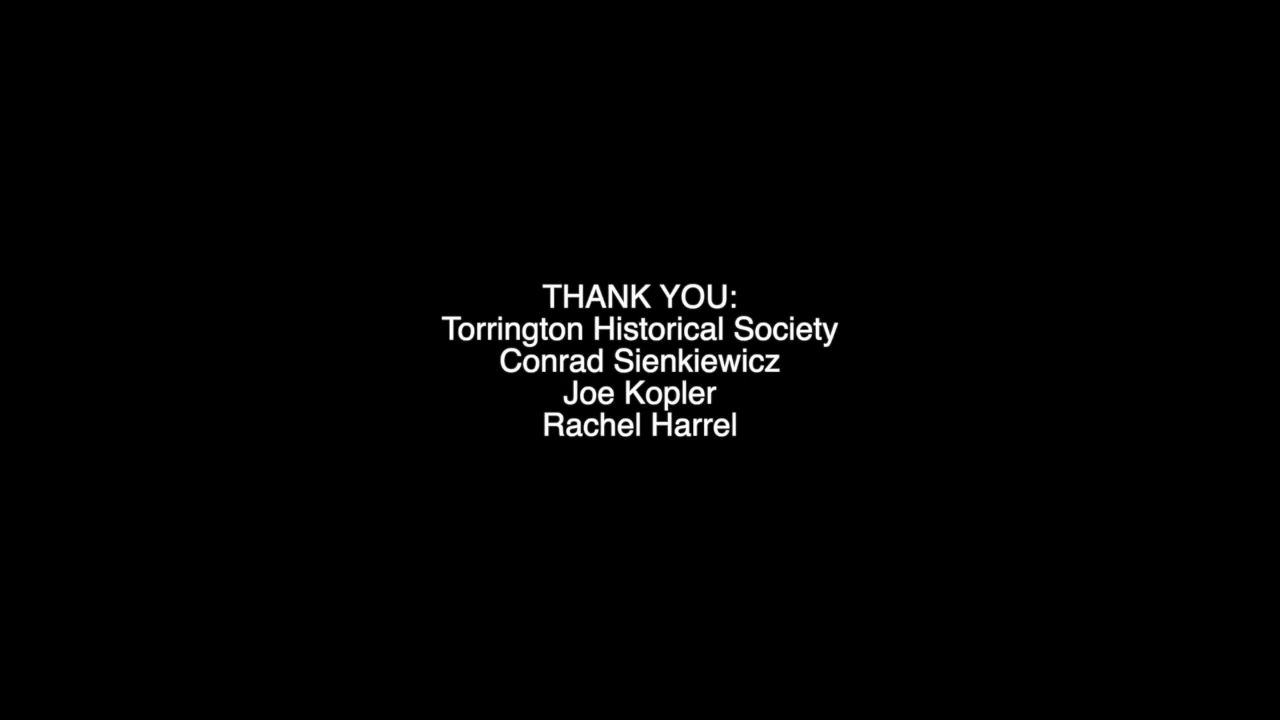 THANK YOU:
Torrington Historical Society
Conrad Sienkiewicz
Joe Kopler
Rachel Harrel